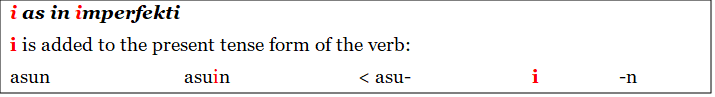 i as in imperfekti
i is added to the present tense form of the verb:
asun asuin < asu- i -n